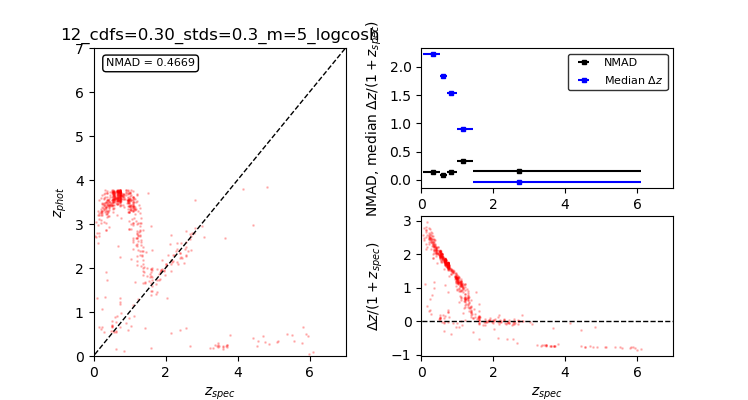 12_cdfs=0.30_stds=0.3_m=5_logcosh
NMAD = 0.4669
7
6
5
4
3
2
1
0
0 2 4 6
z_phot
z_spec
NMAD, median Δz/(1 + z_spec)
2.0
1.5
1.0
0.5
0.0
NMAD
Median Δz
0 2 4 6
Δz/(1 + z_spec)
3
2
1
0
−1
0 2 4 6
z_spec